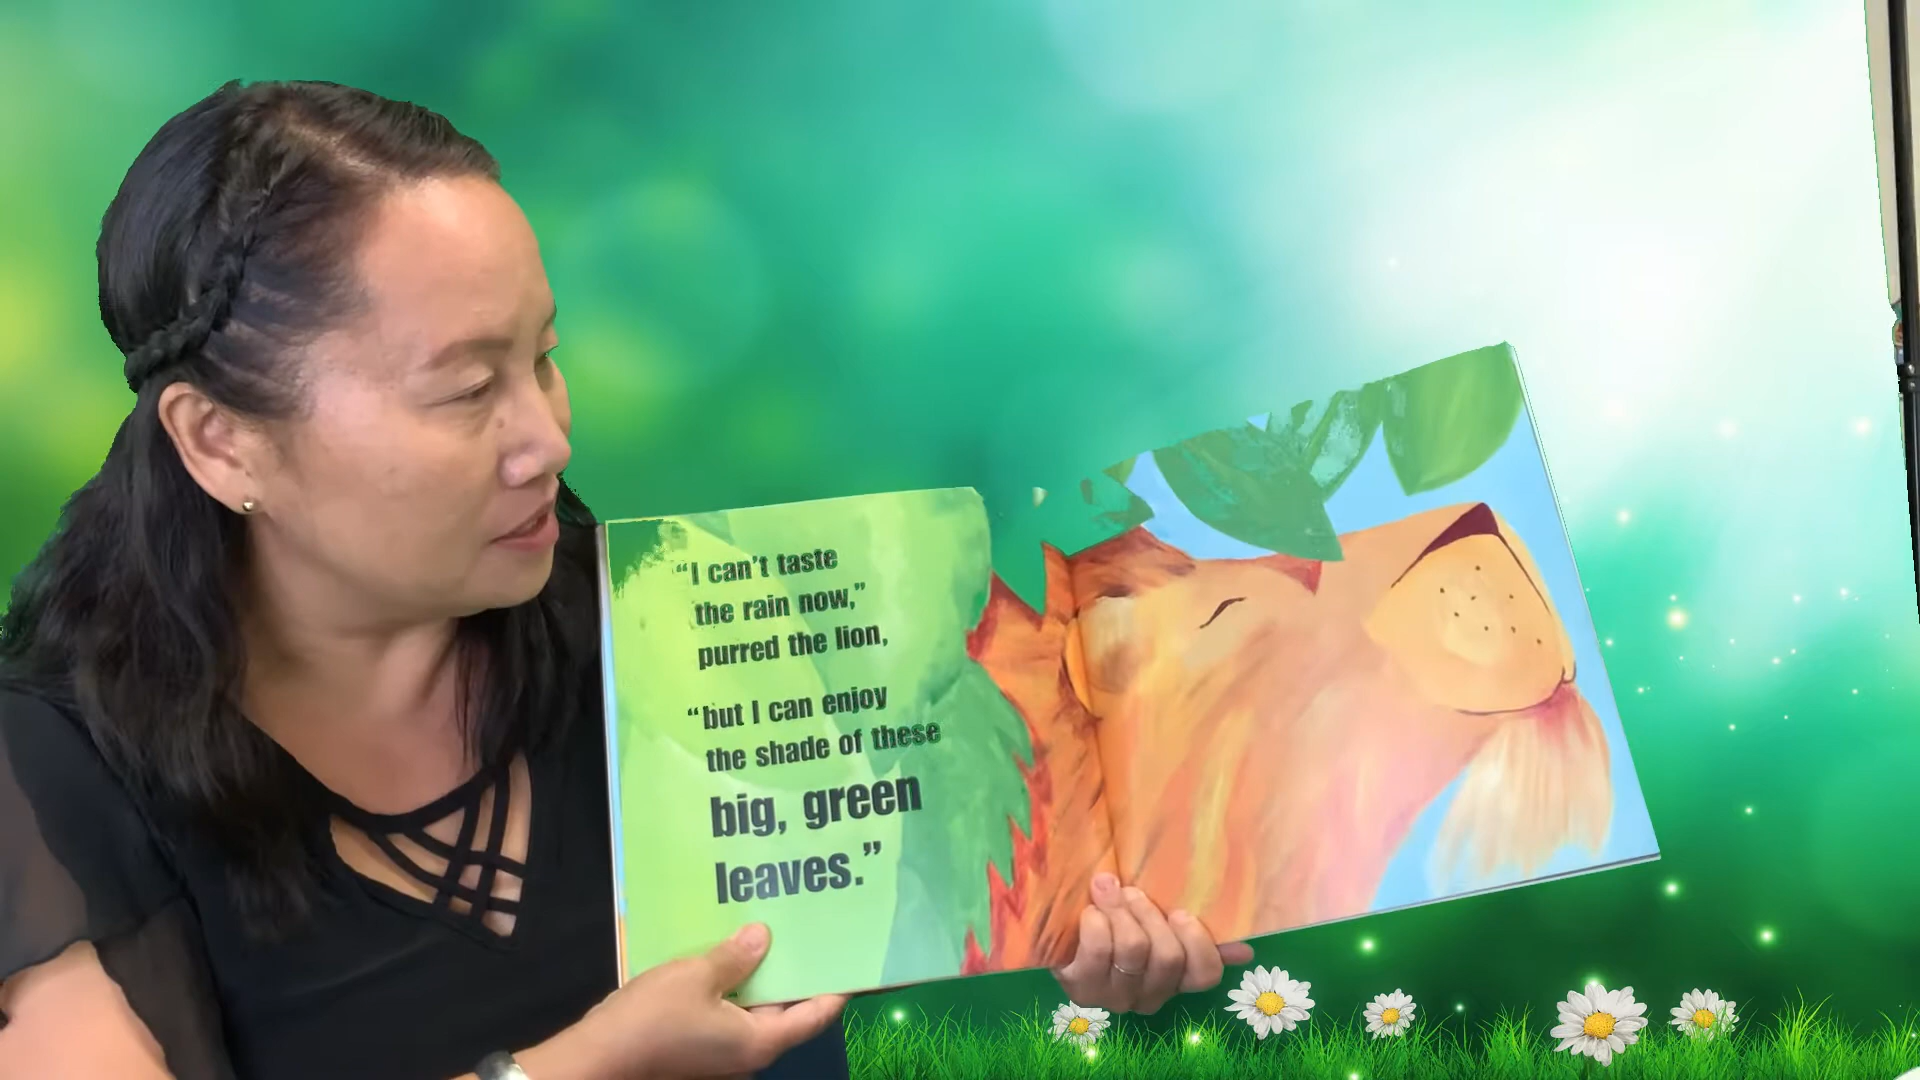 “I can’t taste
the rain now,”
purred the lion,
“but I can enjoy
the shade of these
big, green
leaves.”